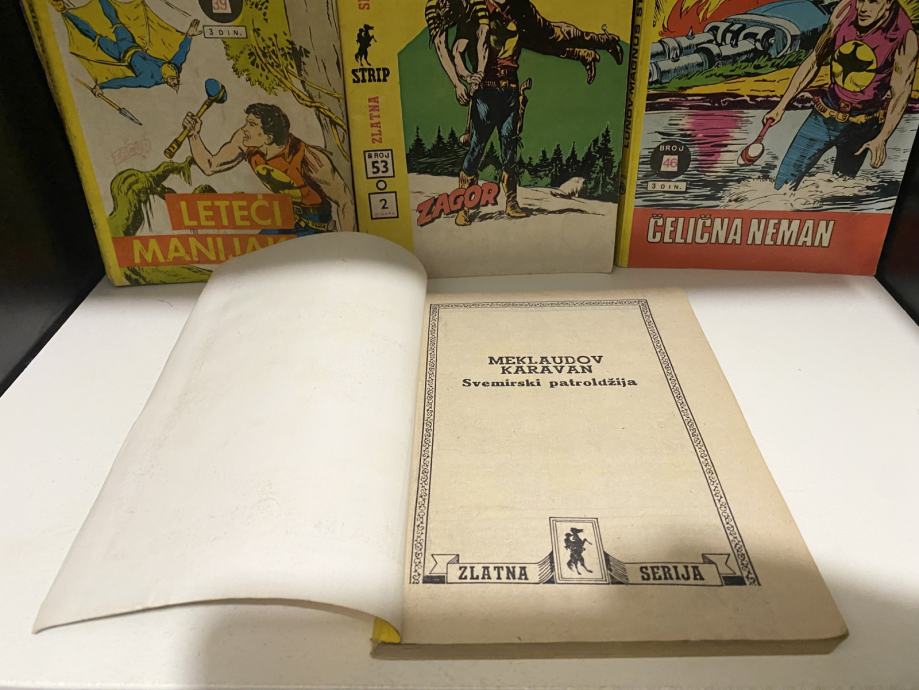 39
3 DIN.
LETEĆI
MANIJAK
STRIP
ZLATNA
BROJ
53
2
ZAGOR
BROJ
46
3 DIN.
ČELIČNA NEMAN
MEKLAUDOV
KARAVAN
Svemirski patroldžija
ZLATNA SERIJA